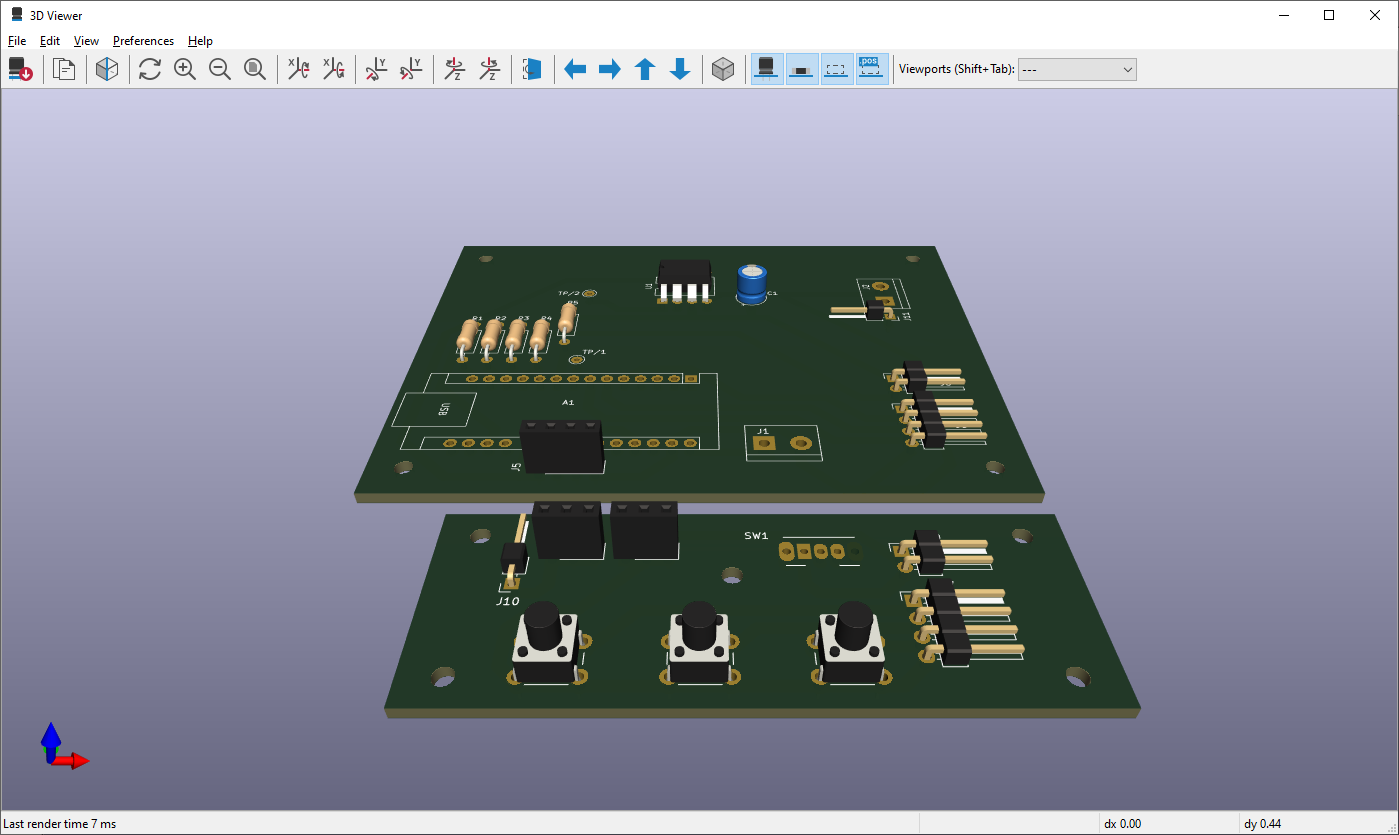 3D Viewer
File Edit View Preferences Help
X X Y Y Z Z .pos Viewports (Shift+Tab): ---
TP/2
C1
R5
R1 R2 R3 R4
TP/1
A1
USB
J1
J5
SW1
J10
Last render time 7 ms dx 0.00 dy 0.44